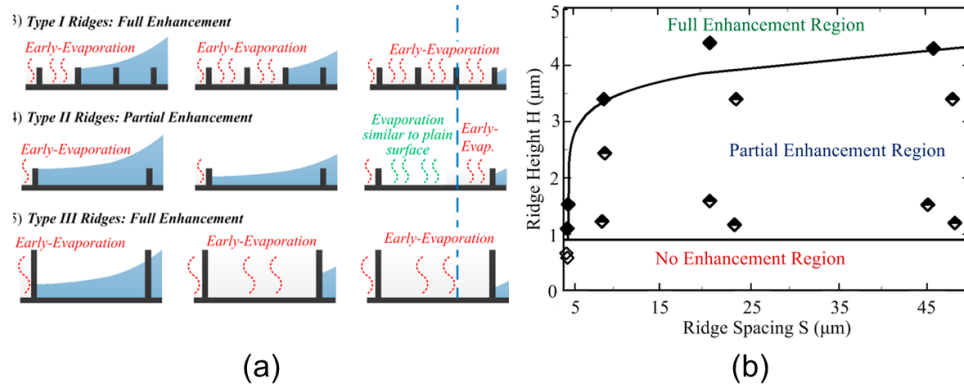 3) Type I Ridges: Full Enhancement
Early-Evaporation Early-Evaporation Early-Evaporation
4) Type II Ridges: Partial Enhancement
Early-Evaporation
Evaporation
similar to plain
surface
Early-
Evap.
5) Type III Ridges: Full Enhancement
Early-Evaporation Early-Evaporation Early-Evaporation
(a)
Full Enhancement Region
Partial Enhancement Region
No Enhancement Region
Ridge Height H (μm)
5
4
3
2
1
0
5 15 25 35 45
Ridge Spacing S (μm)
(b)